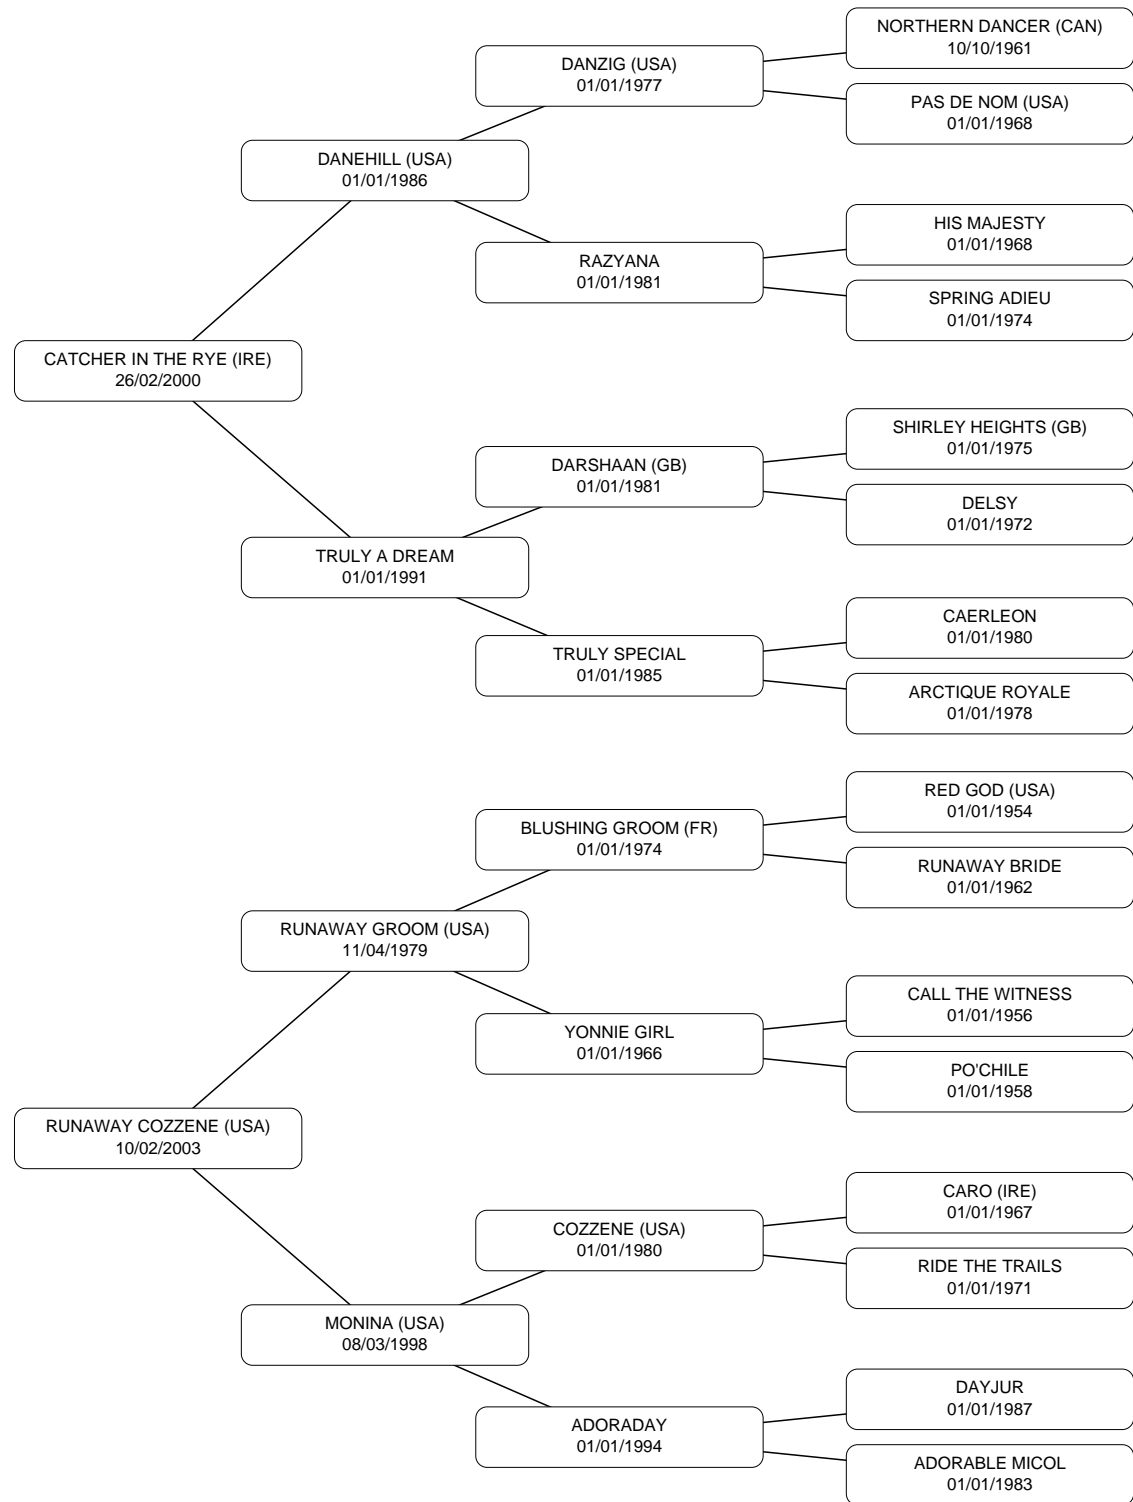 NORTHERN DANCER (CAN)
10/10/1961
DANZIG (USA)
01/01/1977
PAS DE NOM (USA)
01/01/1968
DANEHILL (USA)
01/01/1986
HIS MAJESTY
01/01/1968
RAZYANA
01/01/1981
SPRING ADIEU
01/01/1974
CATCHER IN THE RYE (IRE)
26/02/2000
SHIRLEY HEIGHTS (GB)
01/01/1975
DARSHAAN (GB)
01/01/1981
DELSY
01/01/1972
TRULY A DREAM
01/01/1991
CAERLEON
01/01/1980
TRULY SPECIAL
01/01/1985
ARCTIQUE ROYALE
01/01/1978
RED GOD (USA)
01/01/1954
BLUSHING GROOM (FR)
01/01/1974
RUNAWAY BRIDE
01/01/1962
RUNAWAY GROOM (USA)
11/04/1979
CALL THE WITNESS
01/01/1956
YONNIE GIRL
01/01/1966
PO'CHILE
01/01/1958
RUNAWAY COZZENE (USA)
10/02/2003
CARO (IRE)
01/01/1967
COZZENE (USA)
01/01/1980
RIDE THE TRAILS
01/01/1971
MONINA (USA)
08/03/1998
DAYJUR
01/01/1987
ADORADAY
01/01/1994
ADORABLE MICOL
01/01/1983